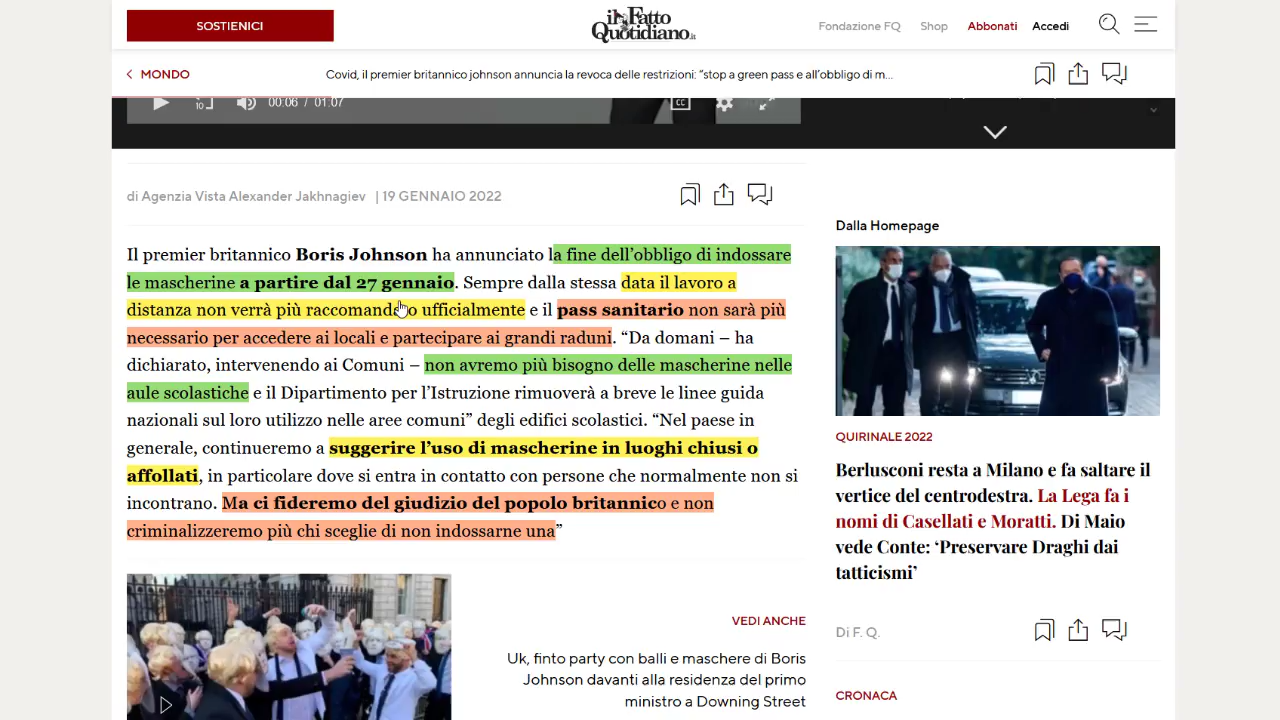 SOSTIENICI
il Fatto
Quotidiano.it
Fondazione FQ
Shop
Abbonati
Accedi
MONDO
Covid, il premier britannico johnson annuncia la revoca delle restrizioni: “stop a green pass e all’obbligo di m...
10
00:06 / 01:07
CC
di Agenzia Vista Alexander Jakhnagiev | 19 GENNAIO 2022
Il premier britannico Boris Johnson ha annunciato la fine dell’obbligo di indossare
le mascherine a partire dal 27 gennaio. Sempre dalla stessa data il lavoro a
distanza non verrà più raccomandato ufficialmente e il pass sanitario non sarà più
necessario per accedere ai locali e partecipare ai grandi raduni. “Da domani – ha
dichiarato, intervenendo ai Comuni – non avremo più bisogno delle mascherine nelle
aule scolastiche e il Dipartimento per l’Istruzione rimuoverà a breve le linee guida
nazionali sul loro utilizzo nelle aree comuni” degli edifici scolastici. “Nel paese in
generale, continueremo a suggerire l’uso di mascherine in luoghi chiusi o
affollati, in particolare dove si entra in contatto con persone che normalmente non si
incontrano. Ma ci fideremo del giudizio del popolo britannico e non
criminalizzeremo più chi sceglie di non indossarne una”
VEDI ANCHE
Uk, finto party con balli e maschere di Boris
Johnson davanti alla residenza del primo
ministro a Downing Street
Dalla Homepage
QUIRINALE 2022
Berlusconi resta a Milano e fa saltare il
vertice del centrodestra. La Lega fa i
nomi di Casellati e Moratti. Di Maio
vede Conte: ‘Preservare Draghi dai
tatticismi’
Di F. Q.
CRONACA